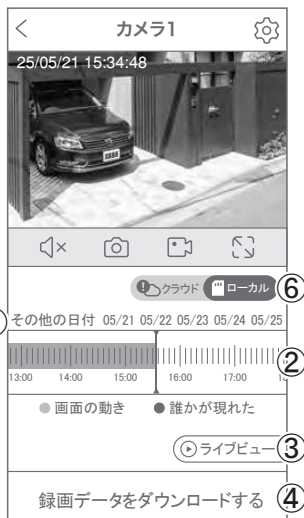 カメラ1
25/05/21 15:34:48
クラウド ローカル ⑥
その他の日付 05/21 05/22 05/23 05/24 05/25
②
13:00 14:00 15:00 16:00 17:00
画面の動き 誰かが現れた
ライブビュー ③
録画データをダウンロードする ④